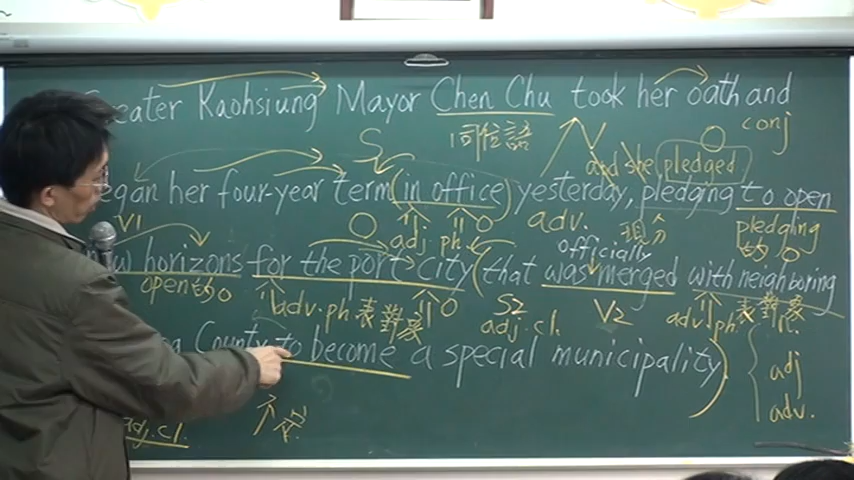 eater Kaohsiung Mayor Chen Chu took her oath and
同位語 conj
S and she pledged
egan her four-year term (in office) yesterday, pledging to open
V1 adj. ph. O adv. 現分 pledging 的 O
officially
w horizons for the port city (that was merged with neighboring
open的O adv.ph.表對象 O S2 adj.cl. V2 adv.ph. 表對象
County to become a special municipality).
adj
adj.cl. adv.